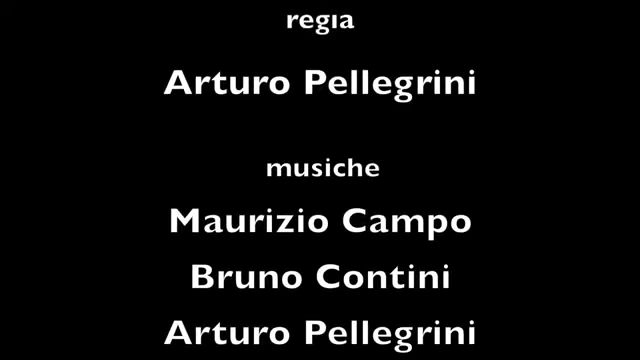 regia
Arturo Pellegrini
musiche
Maurizio Campo
Bruno Contini
Arturo Pellegrini